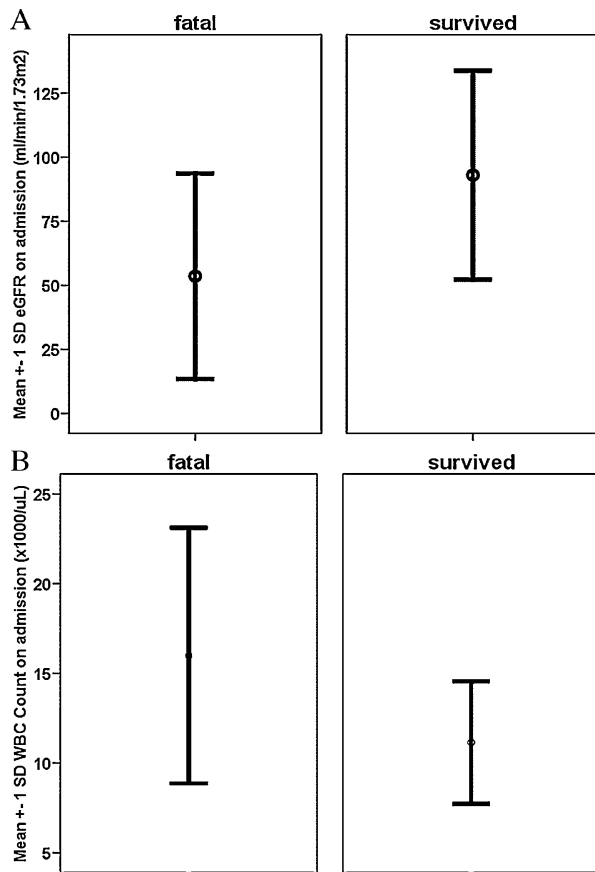 A
fatal
survived
Mean +-1 SD eGFR on admission (ml/min/1.73m2)
125
100
75
50
25
0
B
fatal
survived
Mean +-1 SD WBC Count on admission (x1000/uL)
25
20
15
10
5